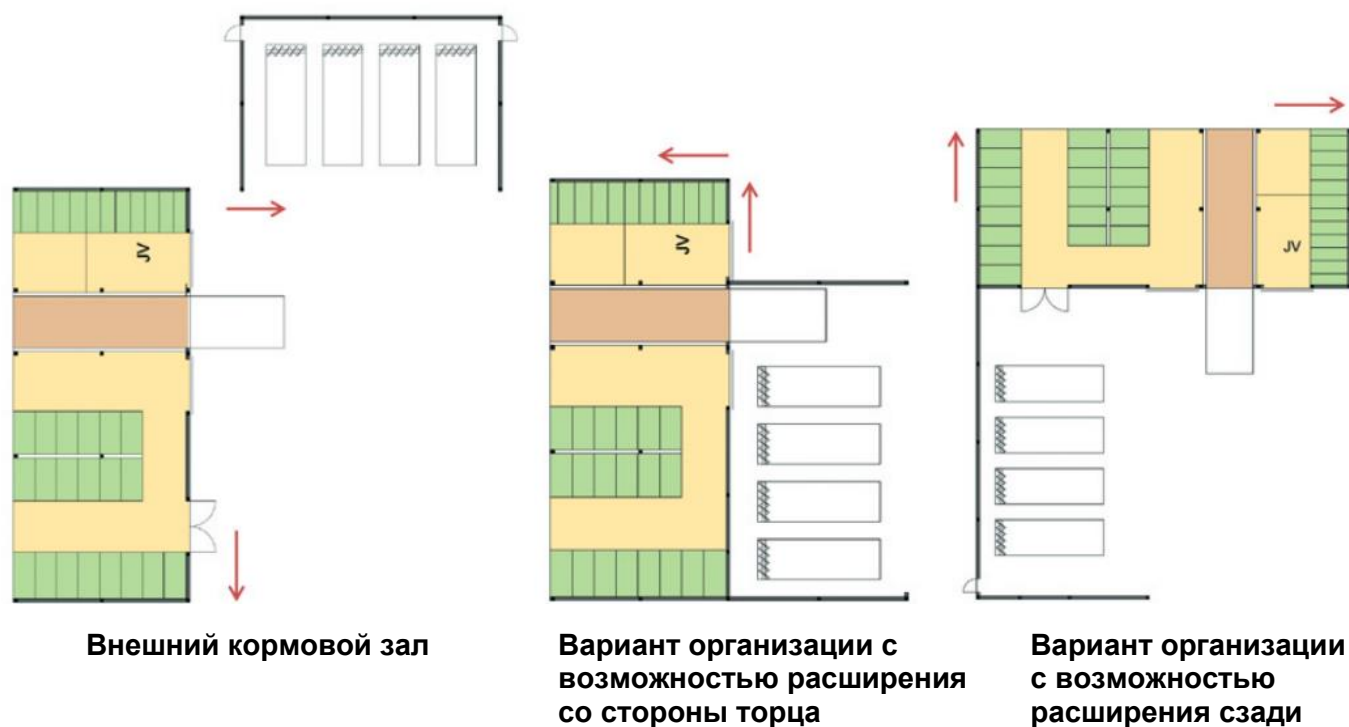 JV
JV
JV
Внешний кормовой зал
Вариант организации с
возможностью расширения
со стороны торца
Вариант организации
с возможностью
расширения сзади